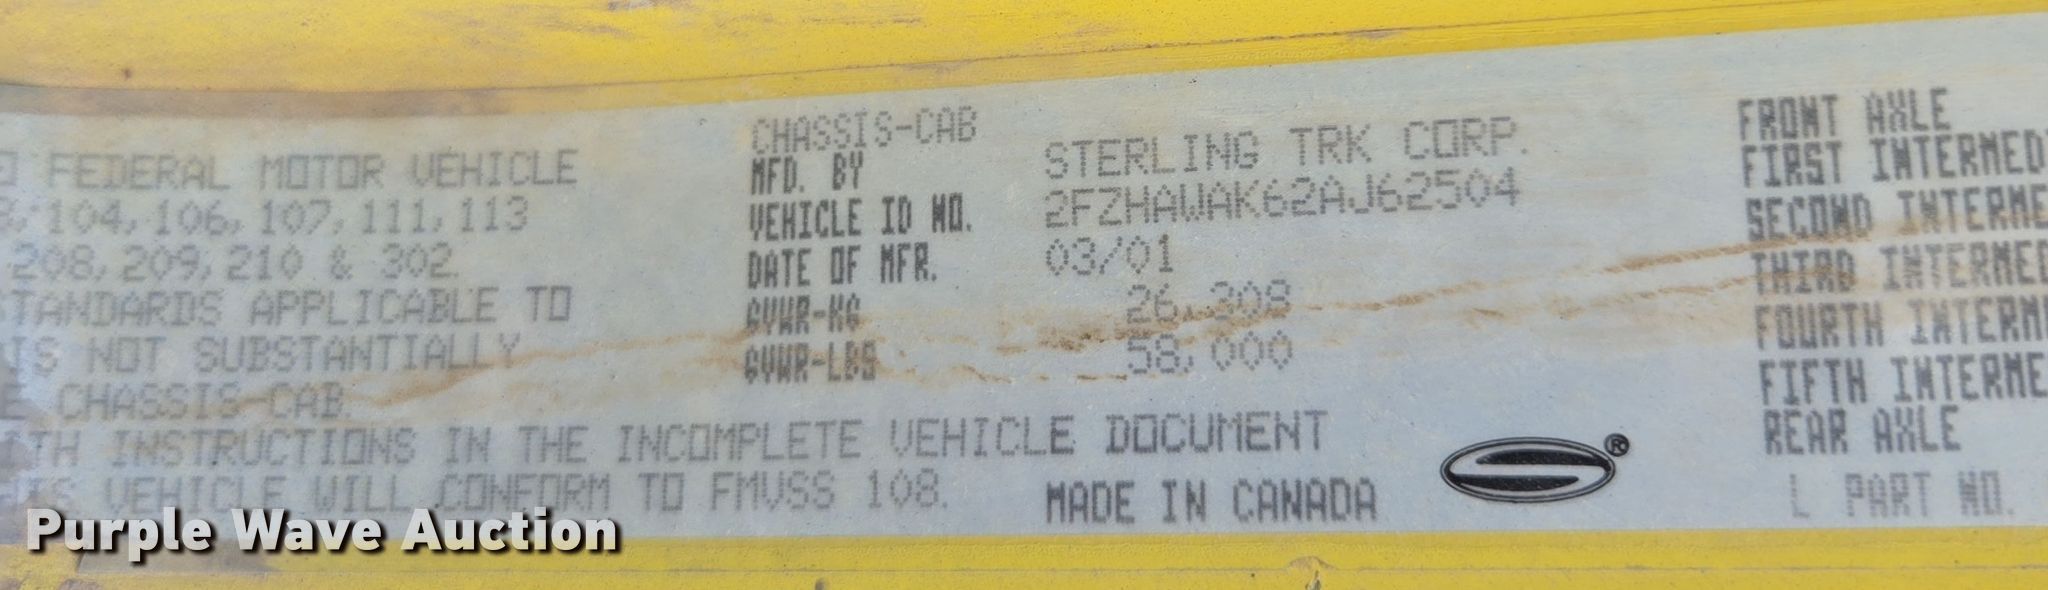 FEDERAL MOTOR VEHICLE
104, 106, 107, 111, 113
208, 209, 210 & 302.
STANDARDS APPLICABLE TO
IS NOT SUBSTANTIALLY
E CHASSIS-CAB.
TH INSTRUCTIONS IN THE INCOMPLETE VEHICLE DOCUMENT
VEHICLE WILL CONFORM TO FMVSS 108.
CHASSIS-CAB
MFD. BY STERLING TRK CORP.
VEHICLE ID NO. 2FZHAWAK62AJ62504
DATE OF MFR. 03/01
GVWR-KG 26,308
GVWR-LBS 58,000
MADE IN CANADA
®
FRONT AXLE
FIRST INTERMED
SECOND INTERME
THIRD INTERMED
FOURTH INTERM
FIFTH INTERME
REAR AXLE
L PART NO.
Purple Wave Auction